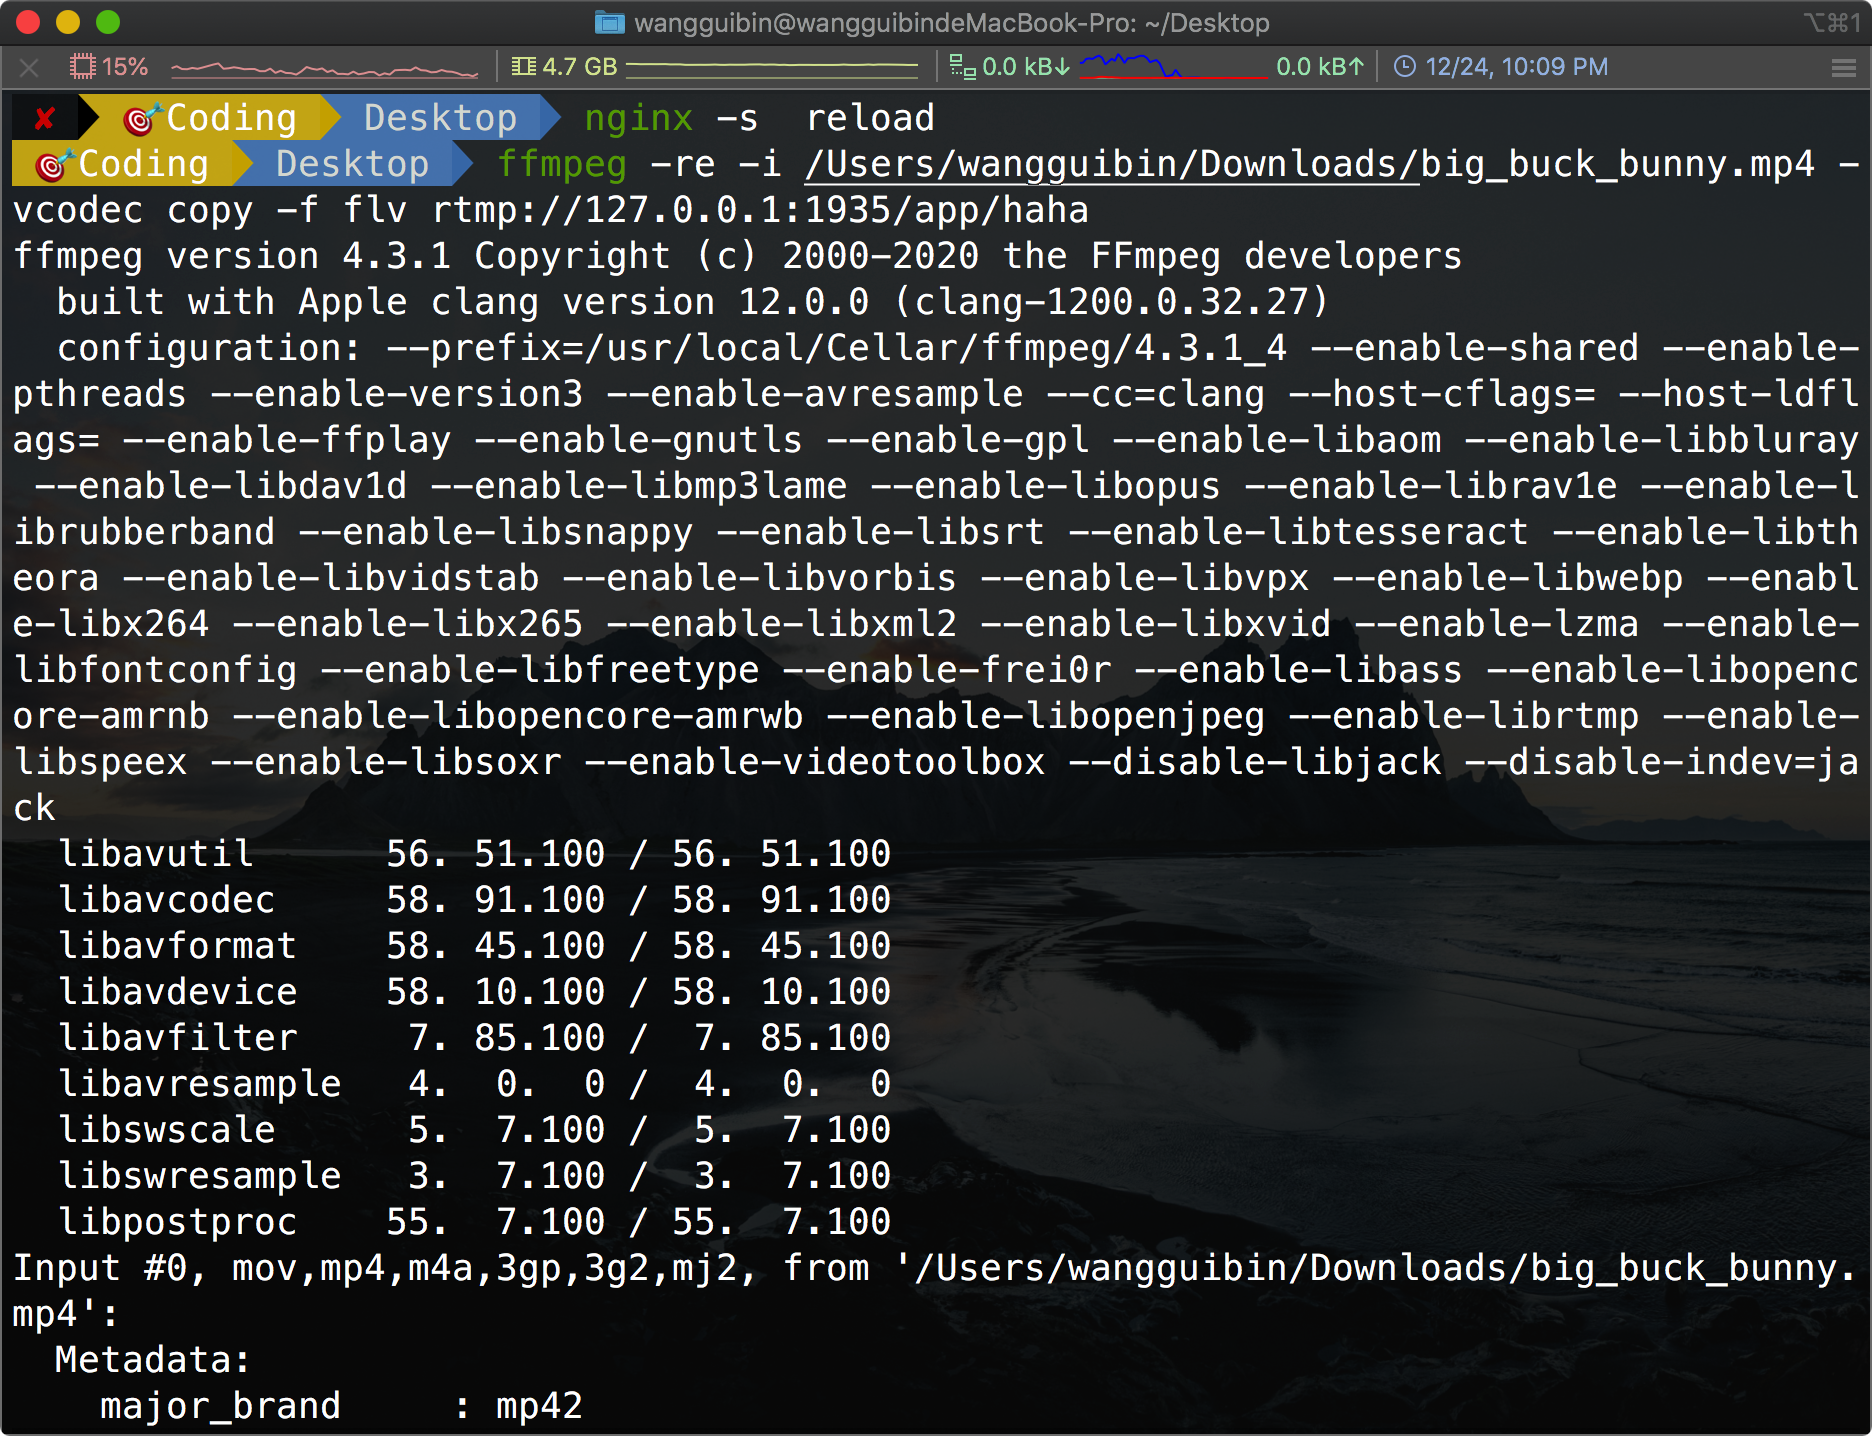 wangguibin@wangguibindeMacBook-Pro: ~/Desktop ⌥⌘1
15% 4.7 GB 0.0 kB↓ 0.0 kB↑ 12/24, 10:09 PM
✘ 🎯Coding Desktop nginx -s  reload
🎯Coding Desktop ffmpeg -re -i /Users/wangguibin/Downloads/big_buck_bunny.mp4 -
vcodec copy -f flv rtmp://127.0.0.1:1935/app/haha
ffmpeg version 4.3.1 Copyright (c) 2000-2020 the FFmpeg developers
  built with Apple clang version 12.0.0 (clang-1200.0.32.27)
  configuration: --prefix=/usr/local/Cellar/ffmpeg/4.3.1_4 --enable-shared --enable-
pthreads --enable-version3 --enable-avresample --cc=clang --host-cflags= --host-ldfl
ags= --enable-ffplay --enable-gnutls --enable-gpl --enable-libaom --enable-libbluray
 --enable-libdav1d --enable-libmp3lame --enable-libopus --enable-librav1e --enable-l
ibrubberband --enable-libsnappy --enable-libsrt --enable-libtesseract --enable-libth
eora --enable-libvidstab --enable-libvorbis --enable-libvpx --enable-libwebp --enabl
e-libx264 --enable-libx265 --enable-libxml2 --enable-libxvid --enable-lzma --enable-
libfontconfig --enable-libfreetype --enable-frei0r --enable-libass --enable-libopenc
ore-amrnb --enable-libopencore-amrwb --enable-libopenjpeg --enable-librtmp --enable-
libspeex --enable-libsoxr --enable-videotoolbox --disable-libjack --disable-indev=ja
ck
  libavutil      56. 51.100 / 56. 51.100
  libavcodec     58. 91.100 / 58. 91.100
  libavformat    58. 45.100 / 58. 45.100
  libavdevice    58. 10.100 / 58. 10.100
  libavfilter     7. 85.100 /  7. 85.100
  libavresample   4.  0.  0 /  4.  0.  0
  libswscale      5.  7.100 /  5.  7.100
  libswresample   3.  7.100 /  3.  7.100
  libpostproc    55.  7.100 / 55.  7.100
Input #0, mov,mp4,m4a,3gp,3g2,mj2, from '/Users/wangguibin/Downloads/big_buck_bunny.
mp4':
  Metadata:
    major_brand     : mp42